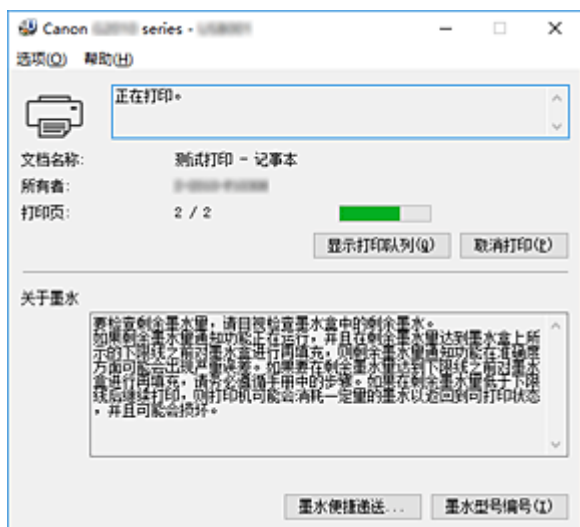 Canon series -
选项(O) 帮助(H)
正在打印。
文档名称: 测试打印 - 记事本
所有者:
打印页: 2 / 2
显示打印队列(Q) 取消打印(P)
关于墨水
要检查剩余墨水量，请目视检查墨水盒中的剩余墨水。
如果剩余墨水量通知功能正在运行，并且在剩余墨水量达到墨水盒上所
示的下限线之前对墨水盒进行再填充，则剩余墨水量通知功能在准确度
方面可能会出现严重误差。如果要在剩余墨水量达到下限线之前对墨水
盒进行再填充，请务必遵循手册中的步骤。如果在剩余墨水量低于下限
线后继续打印，则打印机可能会消耗一定量的墨水以返回到可打印状态
，并且可能会损坏。
墨水便捷递送... 墨水型号编号(I)